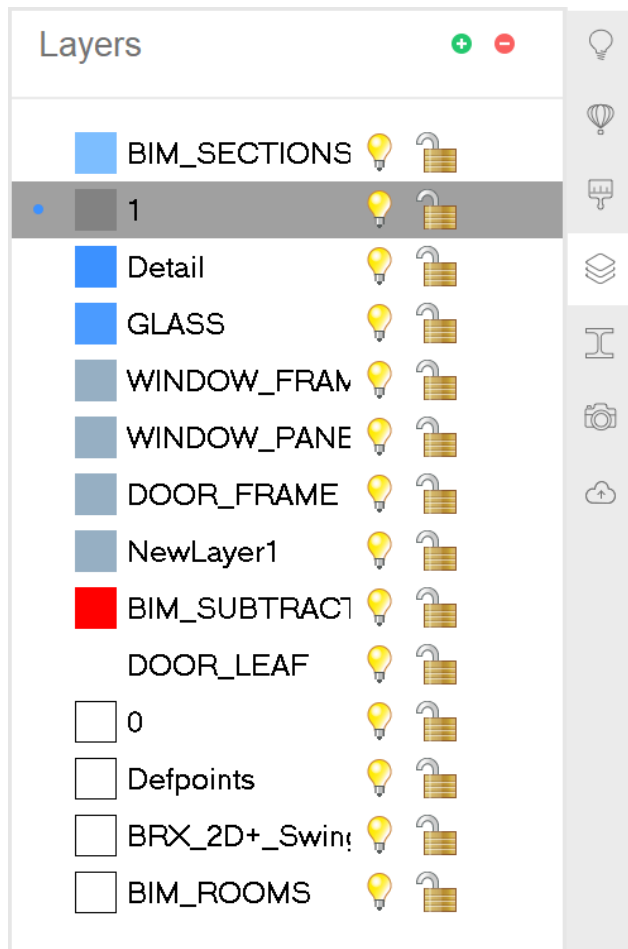 Layers
BIM_SECTIONS
1
Detail
GLASS
WINDOW_FRAM
WINDOW_PANE
DOOR_FRAME
NewLayer1
BIM_SUBTRACT
DOOR_LEAF
0
Defpoints
BRX_2D+_Swing
BIM_ROOMS